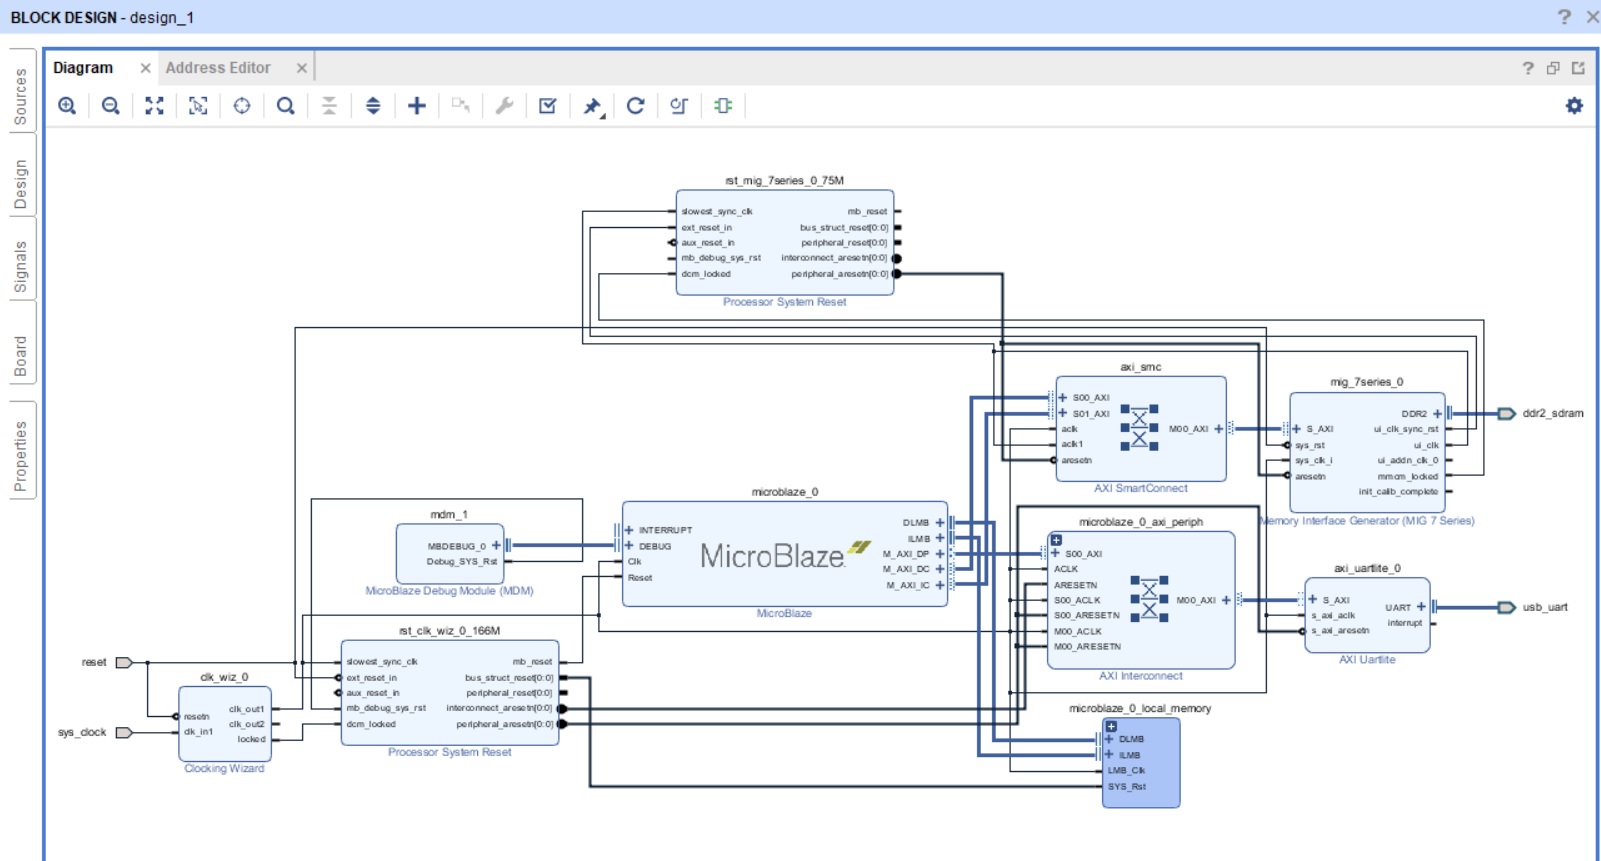 BLOCK DESIGN - design_1
Sources
Design
Signals
Board
Properties
Diagram
Address Editor
rst_mig_7series_0_75M
slowest_sync_clk
ext_reset_in
aux_reset_in
mb_debug_sys_rst
dcm_locked
mb_reset
bus_struct_reset[0:0]
peripheral_reset[0:0]
interconnect_aresetn[0:0]
peripheral_aresetn[0:0]
Processor System Reset
axi_smc
S00_AXI
S01_AXI
aclk
aclk1
aresetn
M00_AXI
AXI SmartConnect
mig_7series_0
S_AXI
sys_rst
sys_clk_i
aresetn
DDR2
ui_clk_sync_rst
ui_clk
ui_addn_clk_0
mmcm_locked
init_calib_complete
Memory Interface Generator (MIG 7 Series)
ddr2_sdram
mdm_1
MBDEBUG_0
Debug_SYS_Rst
MicroBlaze Debug Module (MDM)
microblaze_0
INTERRUPT
DEBUG
Clk
Reset
MicroBlaze
DLMB
ILMB
M_AXI_DP
M_AXI_DC
M_AXI_IC
MicroBlaze
microblaze_0_axi_periph
S00_AXI
ACLK
ARESETN
S00_ACLK
S00_ARESETN
M00_ACLK
M00_ARESETN
M00_AXI
AXI Interconnect
axi_uartlite_0
S_AXI
s_axi_aclk
s_axi_aresetn
UART
interrupt
AXI Uartlite
usb_uart
reset
sys_clock
clk_wiz_0
resetn
clk_in1
clk_out1
clk_out2
locked
Clocking Wizard
rst_clk_wiz_0_166M
slowest_sync_clk
ext_reset_in
aux_reset_in
mb_debug_sys_rst
dcm_locked
mb_reset
bus_struct_reset[0:0]
peripheral_reset[0:0]
interconnect_aresetn[0:0]
peripheral_aresetn[0:0]
Processor System Reset
microblaze_0_local_memory
DLMB
ILMB
LMB_Clk
SYS_Rst